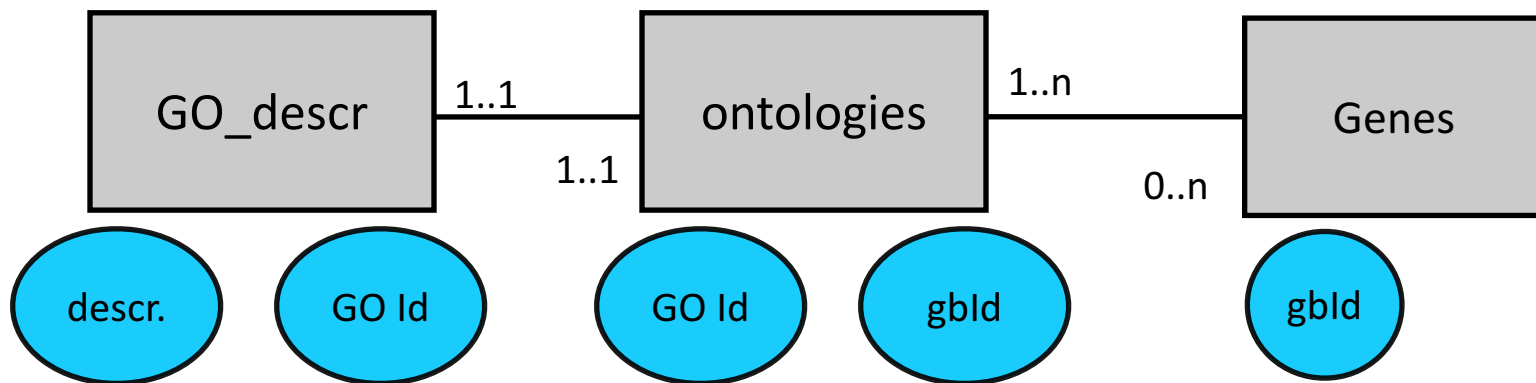 GO_descr
1..1
1..1
ontologies
1..n
0..n
Genes
descr.
GO Id
GO Id
gbId
gbId